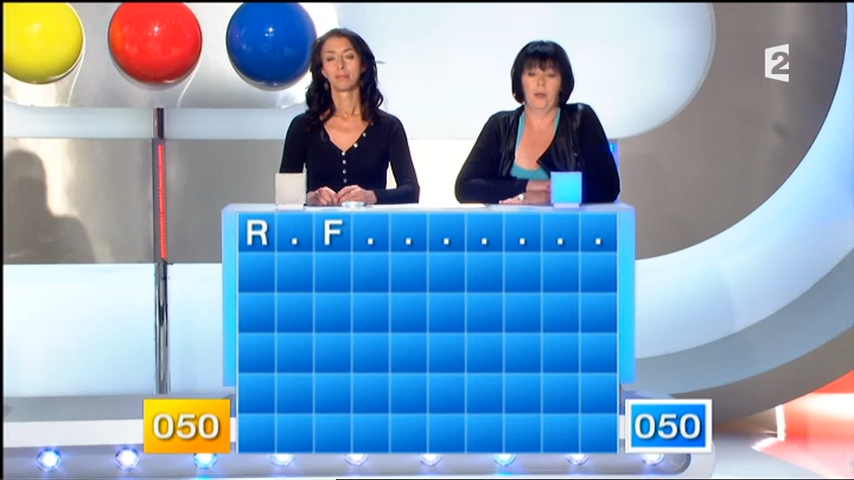 2
R . F . . . . . . .
050
050